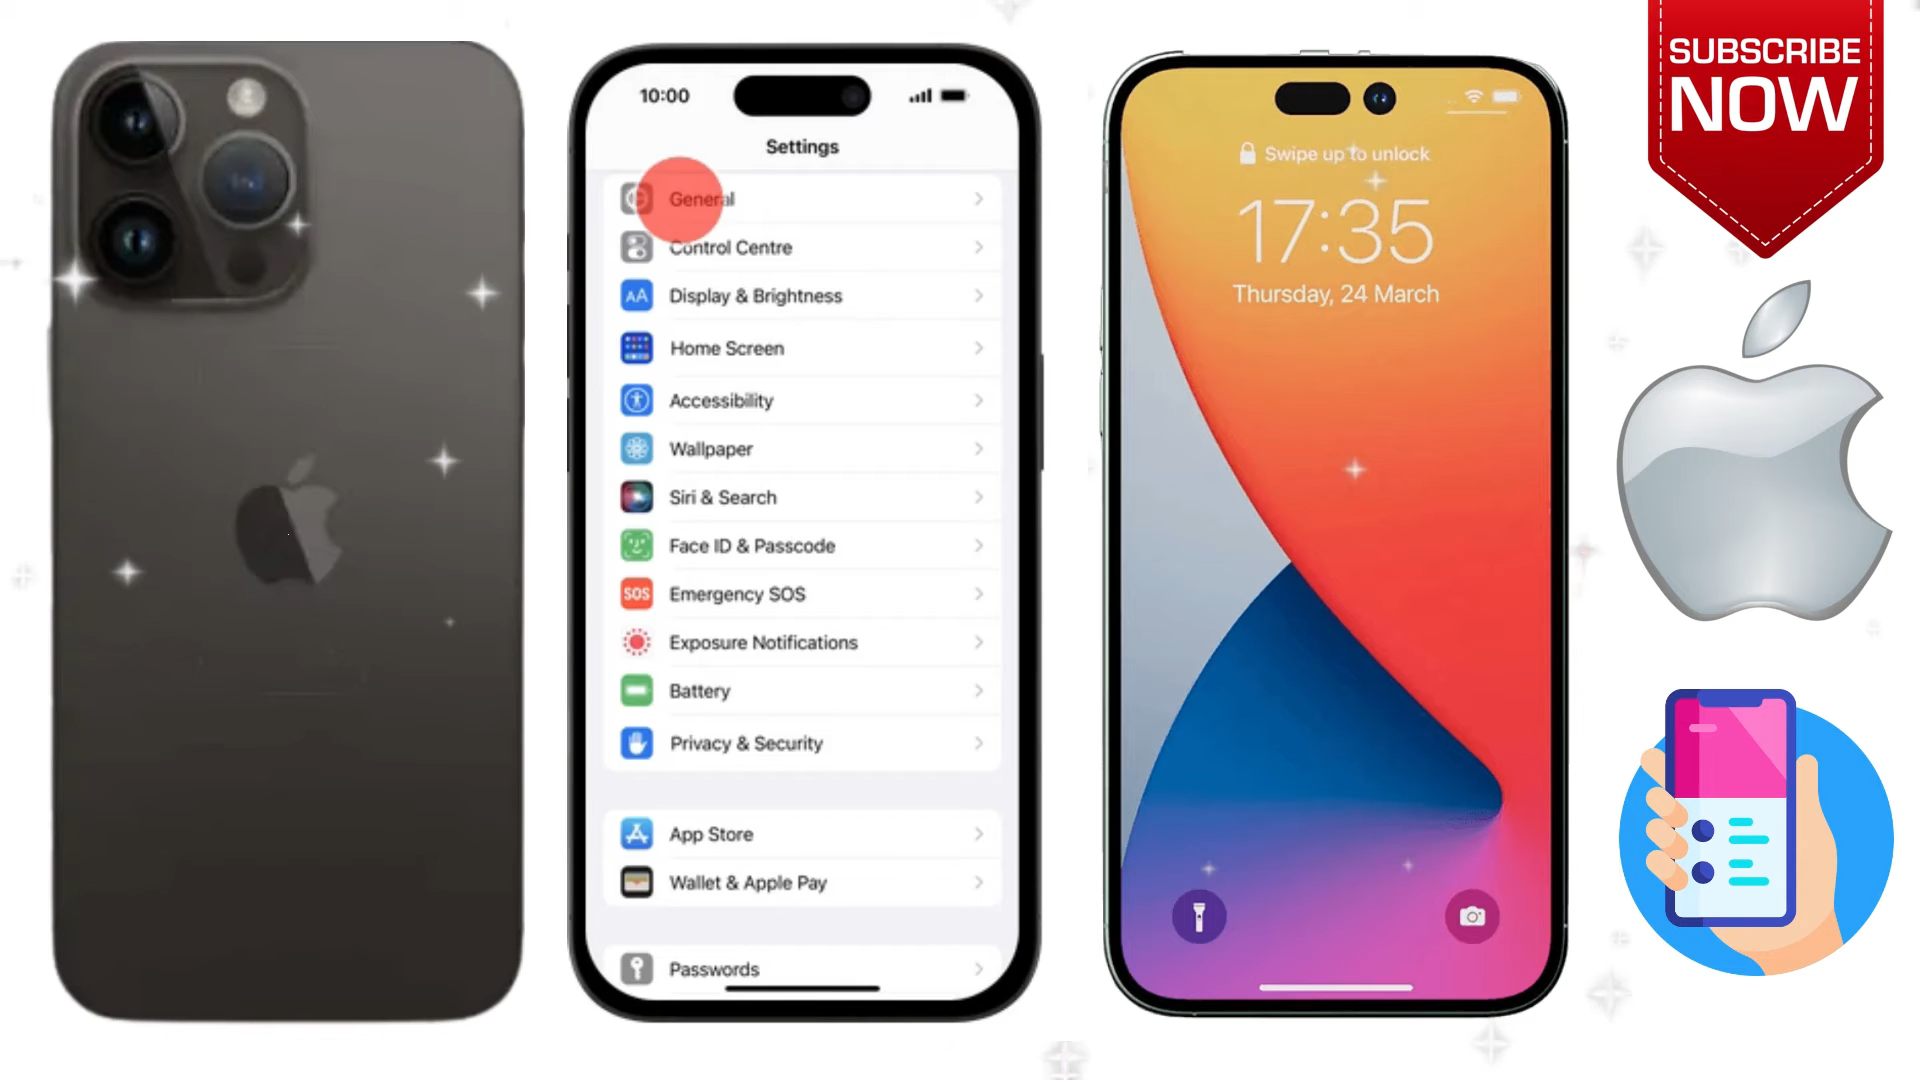 10:00
Settings
General
Control Centre
Display & Brightness
AA
Home Screen
Accessibility
Wallpaper
Siri & Search
Face ID & Passcode
SOS
Emergency SOS
Exposure Notifications
Battery
Privacy & Security
App Store
Wallet & Apple Pay
Passwords
Swipe up to unlock
17:35
Thursday, 24 March
SUBSCRIBE
NOW